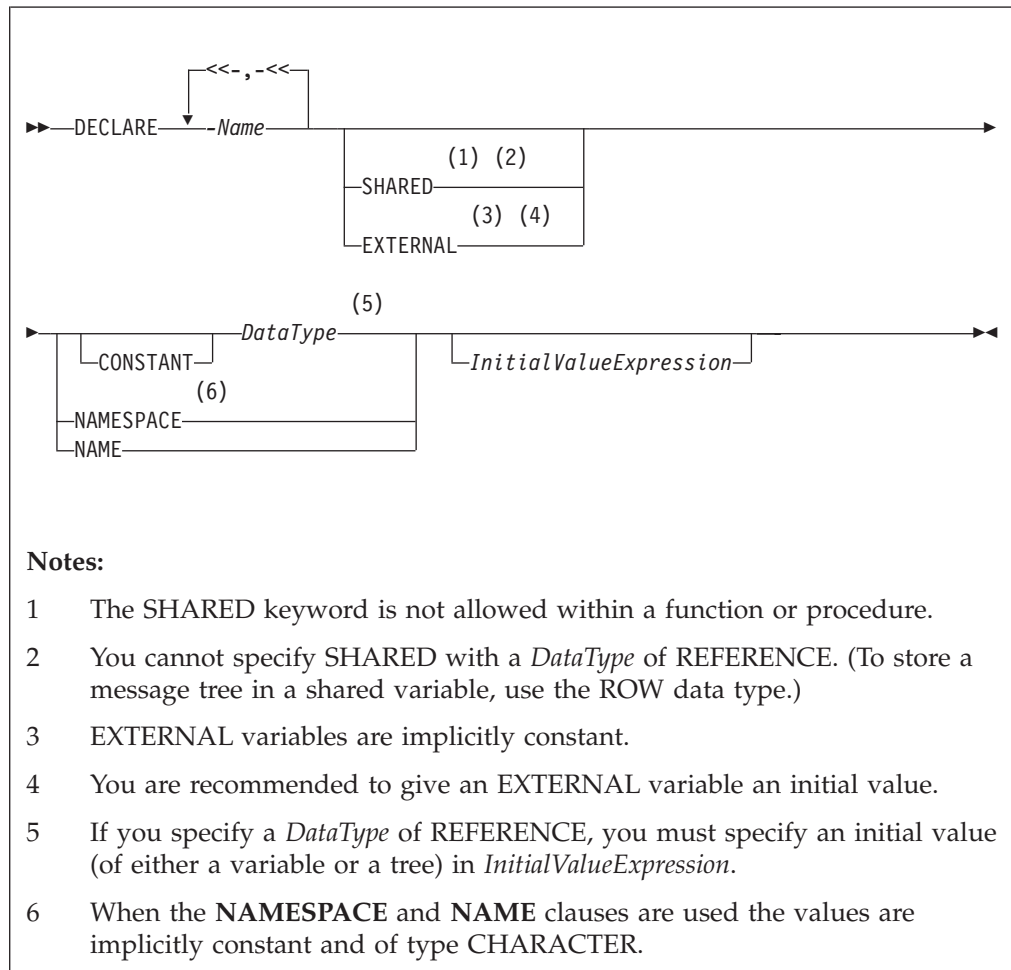 <<-,-<<
DECLARE -Name
(1) (2)
SHARED
(3) (4)
EXTERNAL
(5)
DataType
CONSTANT InitialValueExpression
(6)
NAMESPACE
NAME
Notes:
1 The SHARED keyword is not allowed within a function or procedure.
2 You cannot specify SHARED with a DataType of REFERENCE. (To store a
message tree in a shared variable, use the ROW data type.)
3 EXTERNAL variables are implicitly constant.
4 You are recommended to give an EXTERNAL variable an initial value.
5 If you specify a DataType of REFERENCE, you must specify an initial value
(of either a variable or a tree) in InitialValueExpression.
6 When the NAMESPACE and NAME clauses are used the values are
implicitly constant and of type CHARACTER.